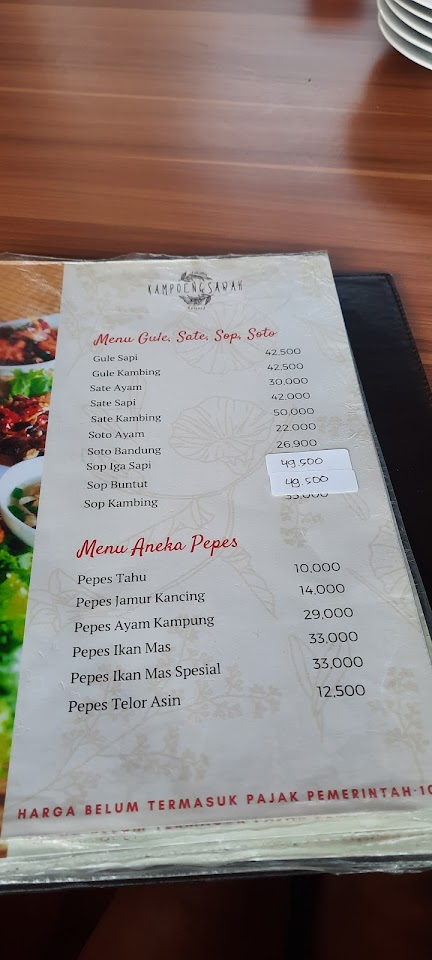 KAMPOENG SAWAH
Menu Gule, Sate, Sop, Soto
Gule Sapi 42.500
Gule Kambing 42,500
Sate Ayam 30,000
Sate Sapi 42,000
Sate Kambing 50,000
Soto Ayam 22,000
Soto Bandung 26,900
Sop Iga Sapi 49.500
Sop Buntut 49.500
Sop Kambing
Menu Aneka Pepes
Pepes Tahu 10,000
Pepes Jamur Kancing 14,000
Pepes Ayam Kampung 29,000
Pepes Ikan Mas 33,000
Pepes Ikan Mas Spesial 33,000
Pepes Telor Asin 12,500
HARGA BELUM TERMASUK PAJAK PEMERINTAH